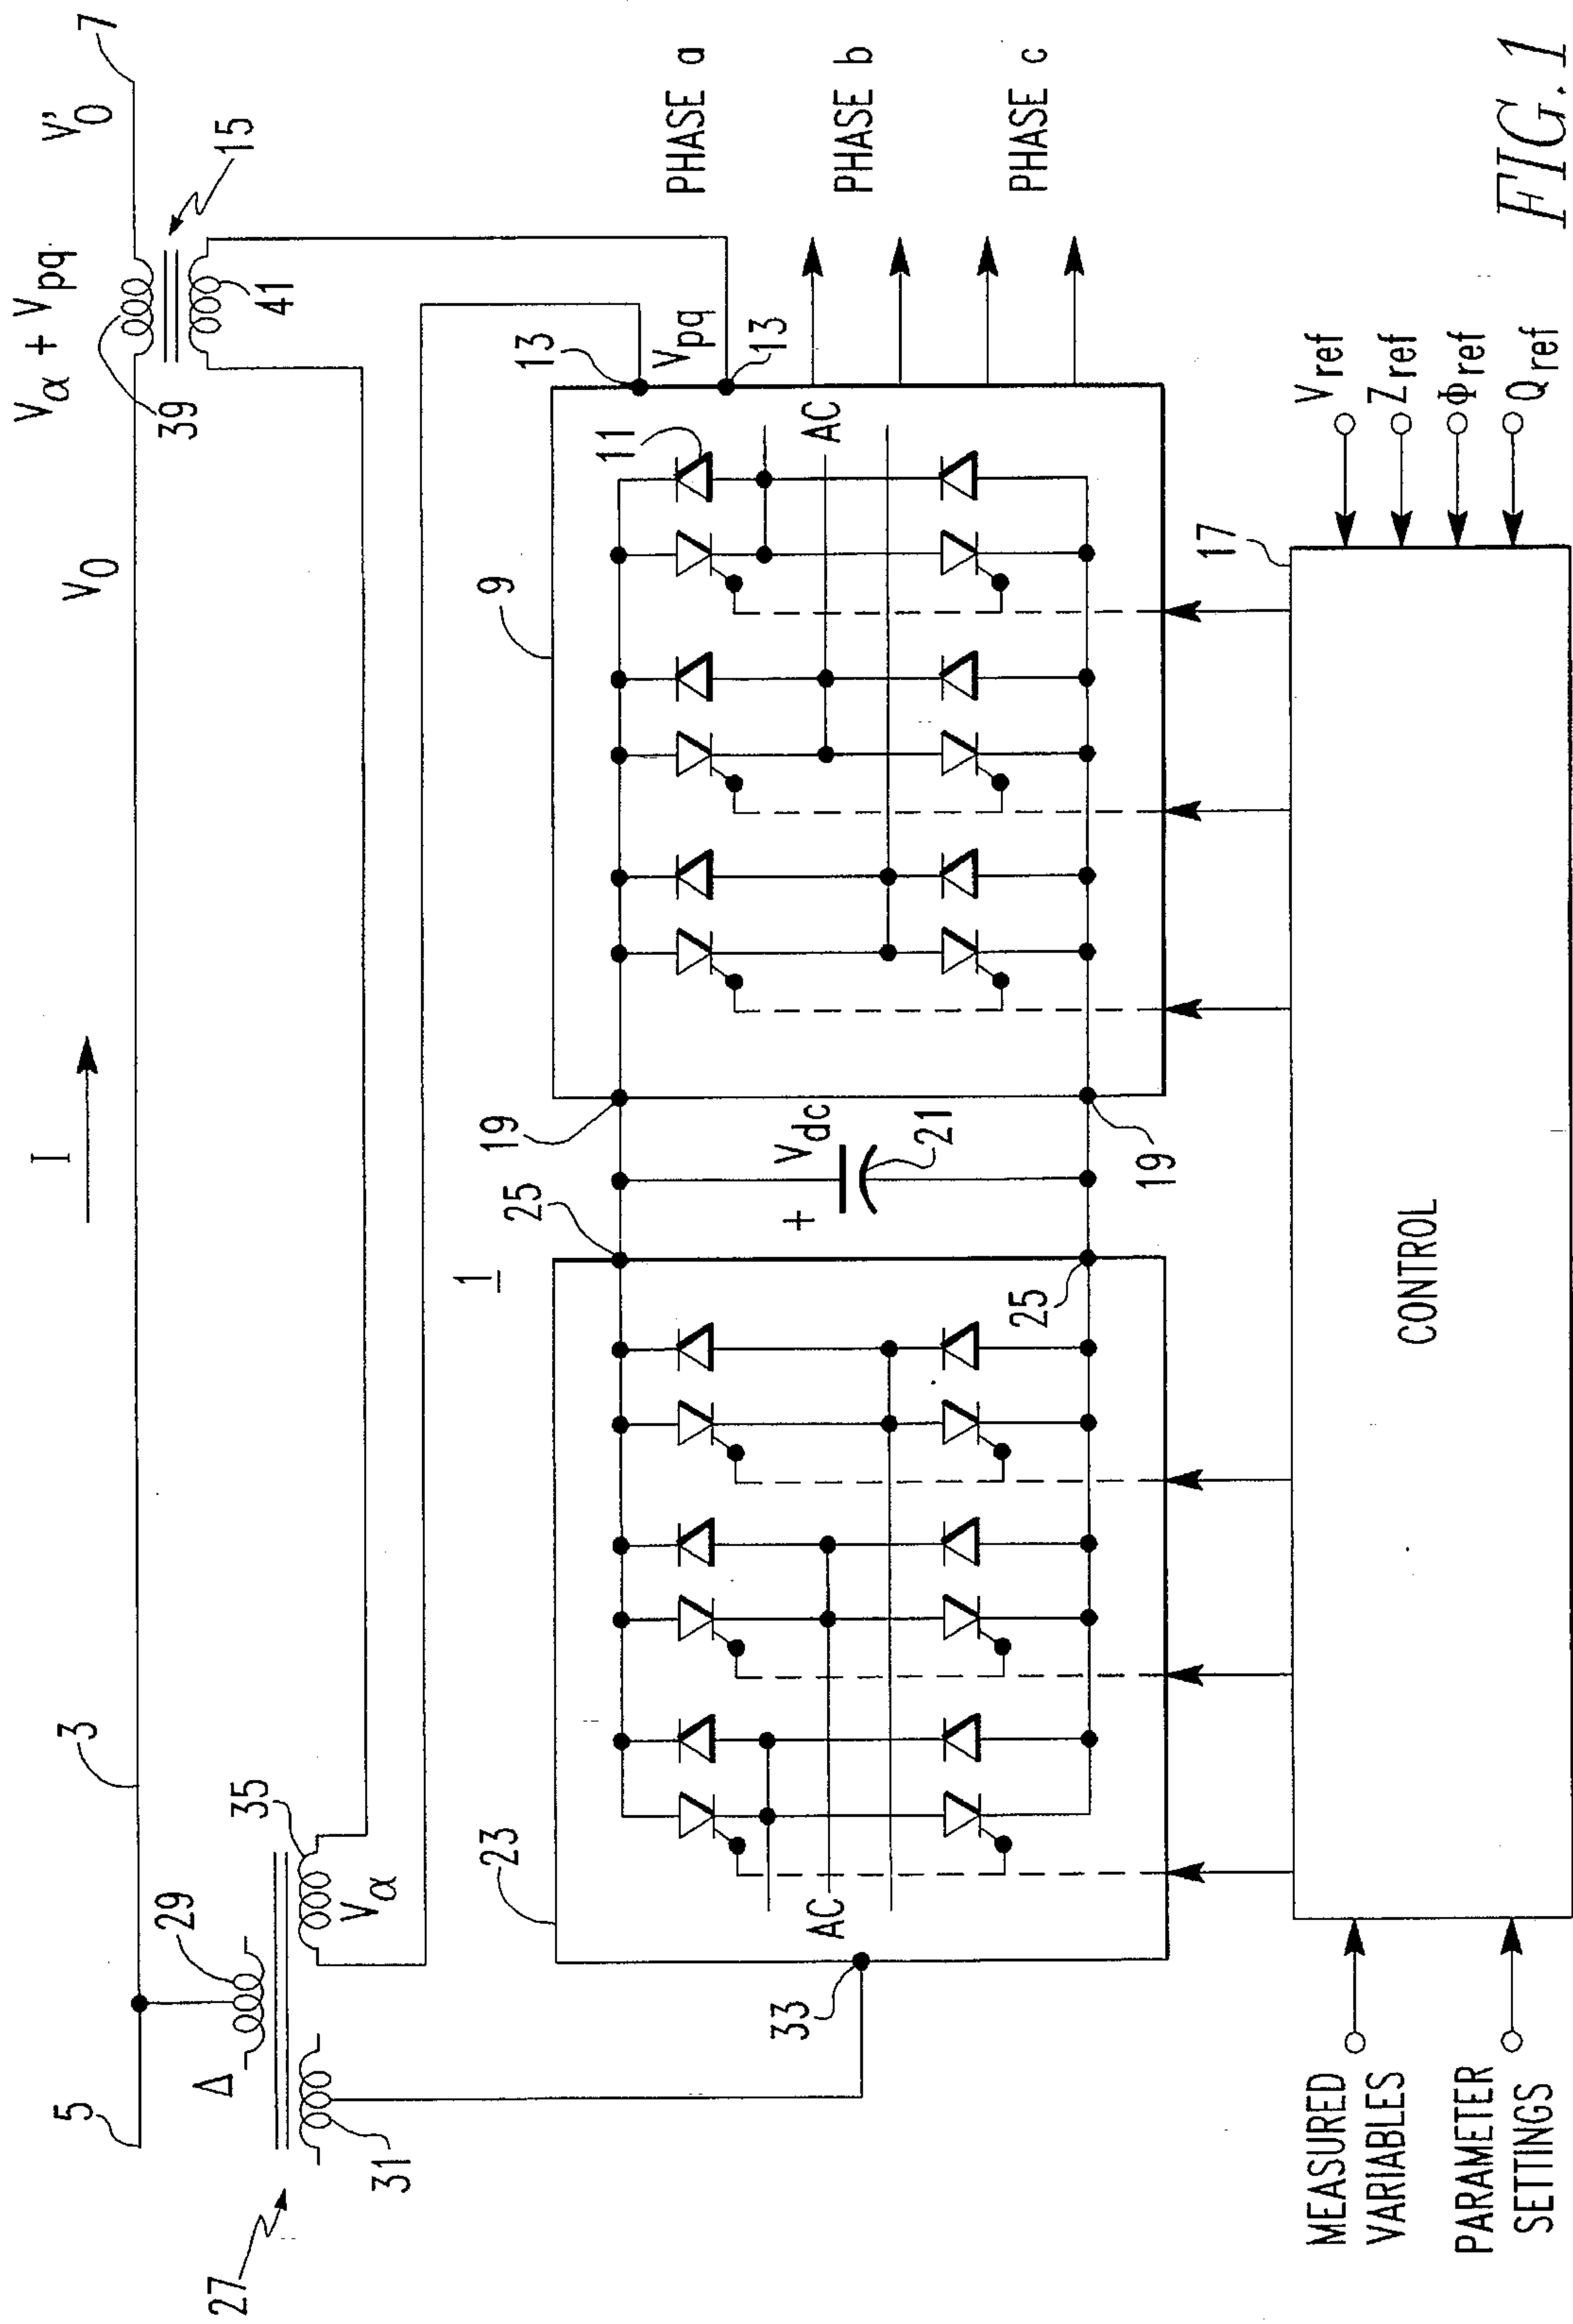 I
V0
Vα + Vpq
V'0
7
5
3
39
15
41
Δ
29
35
Vα
27
31
23
1
9
25
19
13
Vpq
13
11
PHASE a
PHASE b
PHASE c
33
AC
+
Vdc
21
AC
25
19
17
CONTROL
MEASURED
VARIABLES
PARAMETER
SETTINGS
Vref
Zref
Φref
Qref
FIG. 1